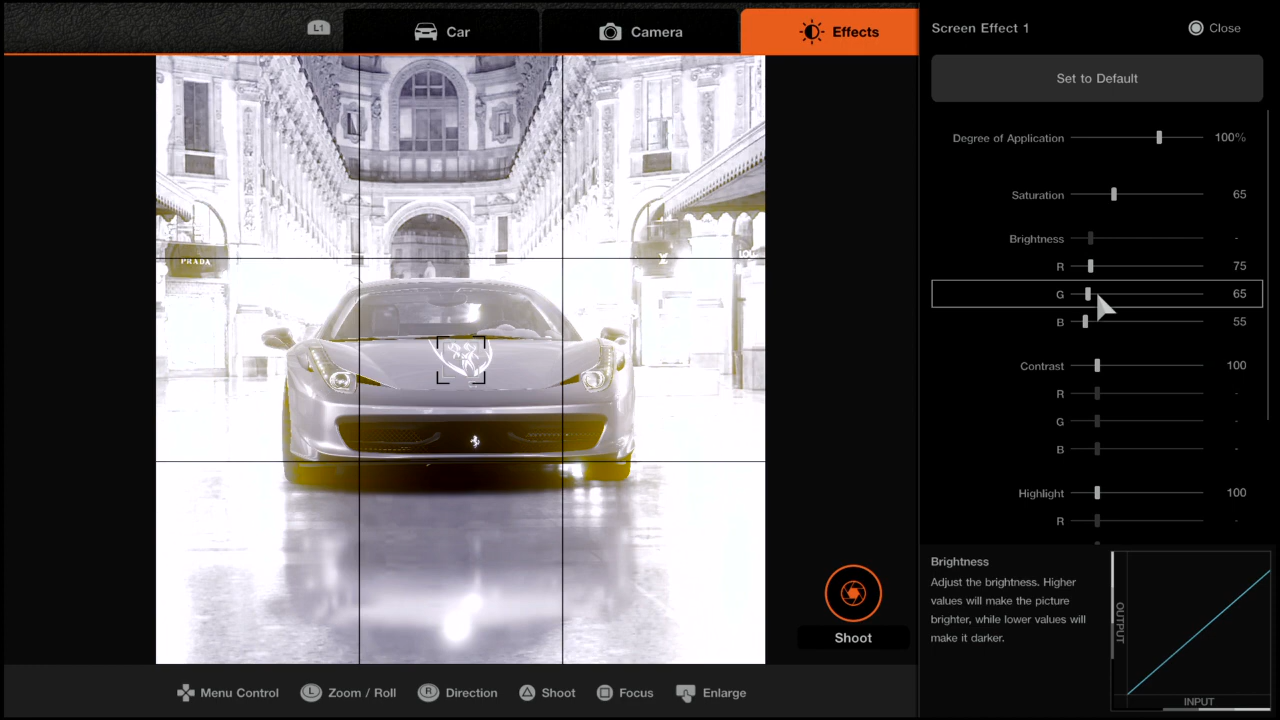 L1
Car
Camera
Effects
Screen Effect 1
Close
Set to Default
Degree of Application 100%
Saturation 65
Brightness -
R 75
G 65
B 55
Contrast 100
R -
G -
B -
Highlight 100
R -
PRADA
Shoot
Brightness
Adjust the brightness. Higher
values will make the picture
brighter, while lower values will
make it darker.
OUTPUT
INPUT
Menu Control
L Zoom / Roll
R Direction
Shoot
Focus
Enlarge